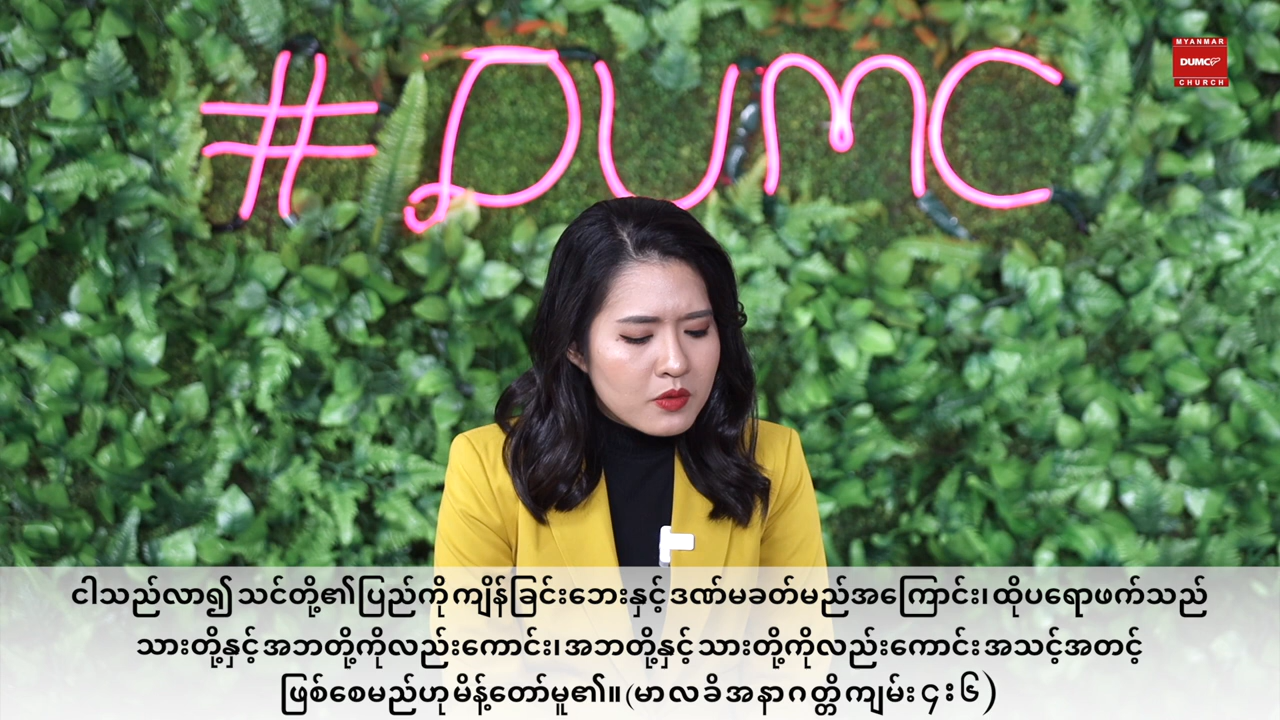 #DUMC
MYANMAR
DUMC
CHURCH
ငါသည်လာ၍ သင်တို့၏ပြည်ကို ကျိန်ခြင်းဘေးနှင့် ဒဏ်မခတ်မည်အကြောင်း၊ ထိုပရောဖက်သည်
သားတို့နှင့် အဘတို့ကိုလည်းကောင်း၊ အဘတို့နှင့် သားတို့ကိုလည်းကောင်း အသင့်အတင့်
ဖြစ်စေမည်ဟု မိန့်တော်မူ၏။ (မာလခိအနာဂတ္တိကျမ်း ၄း၆)